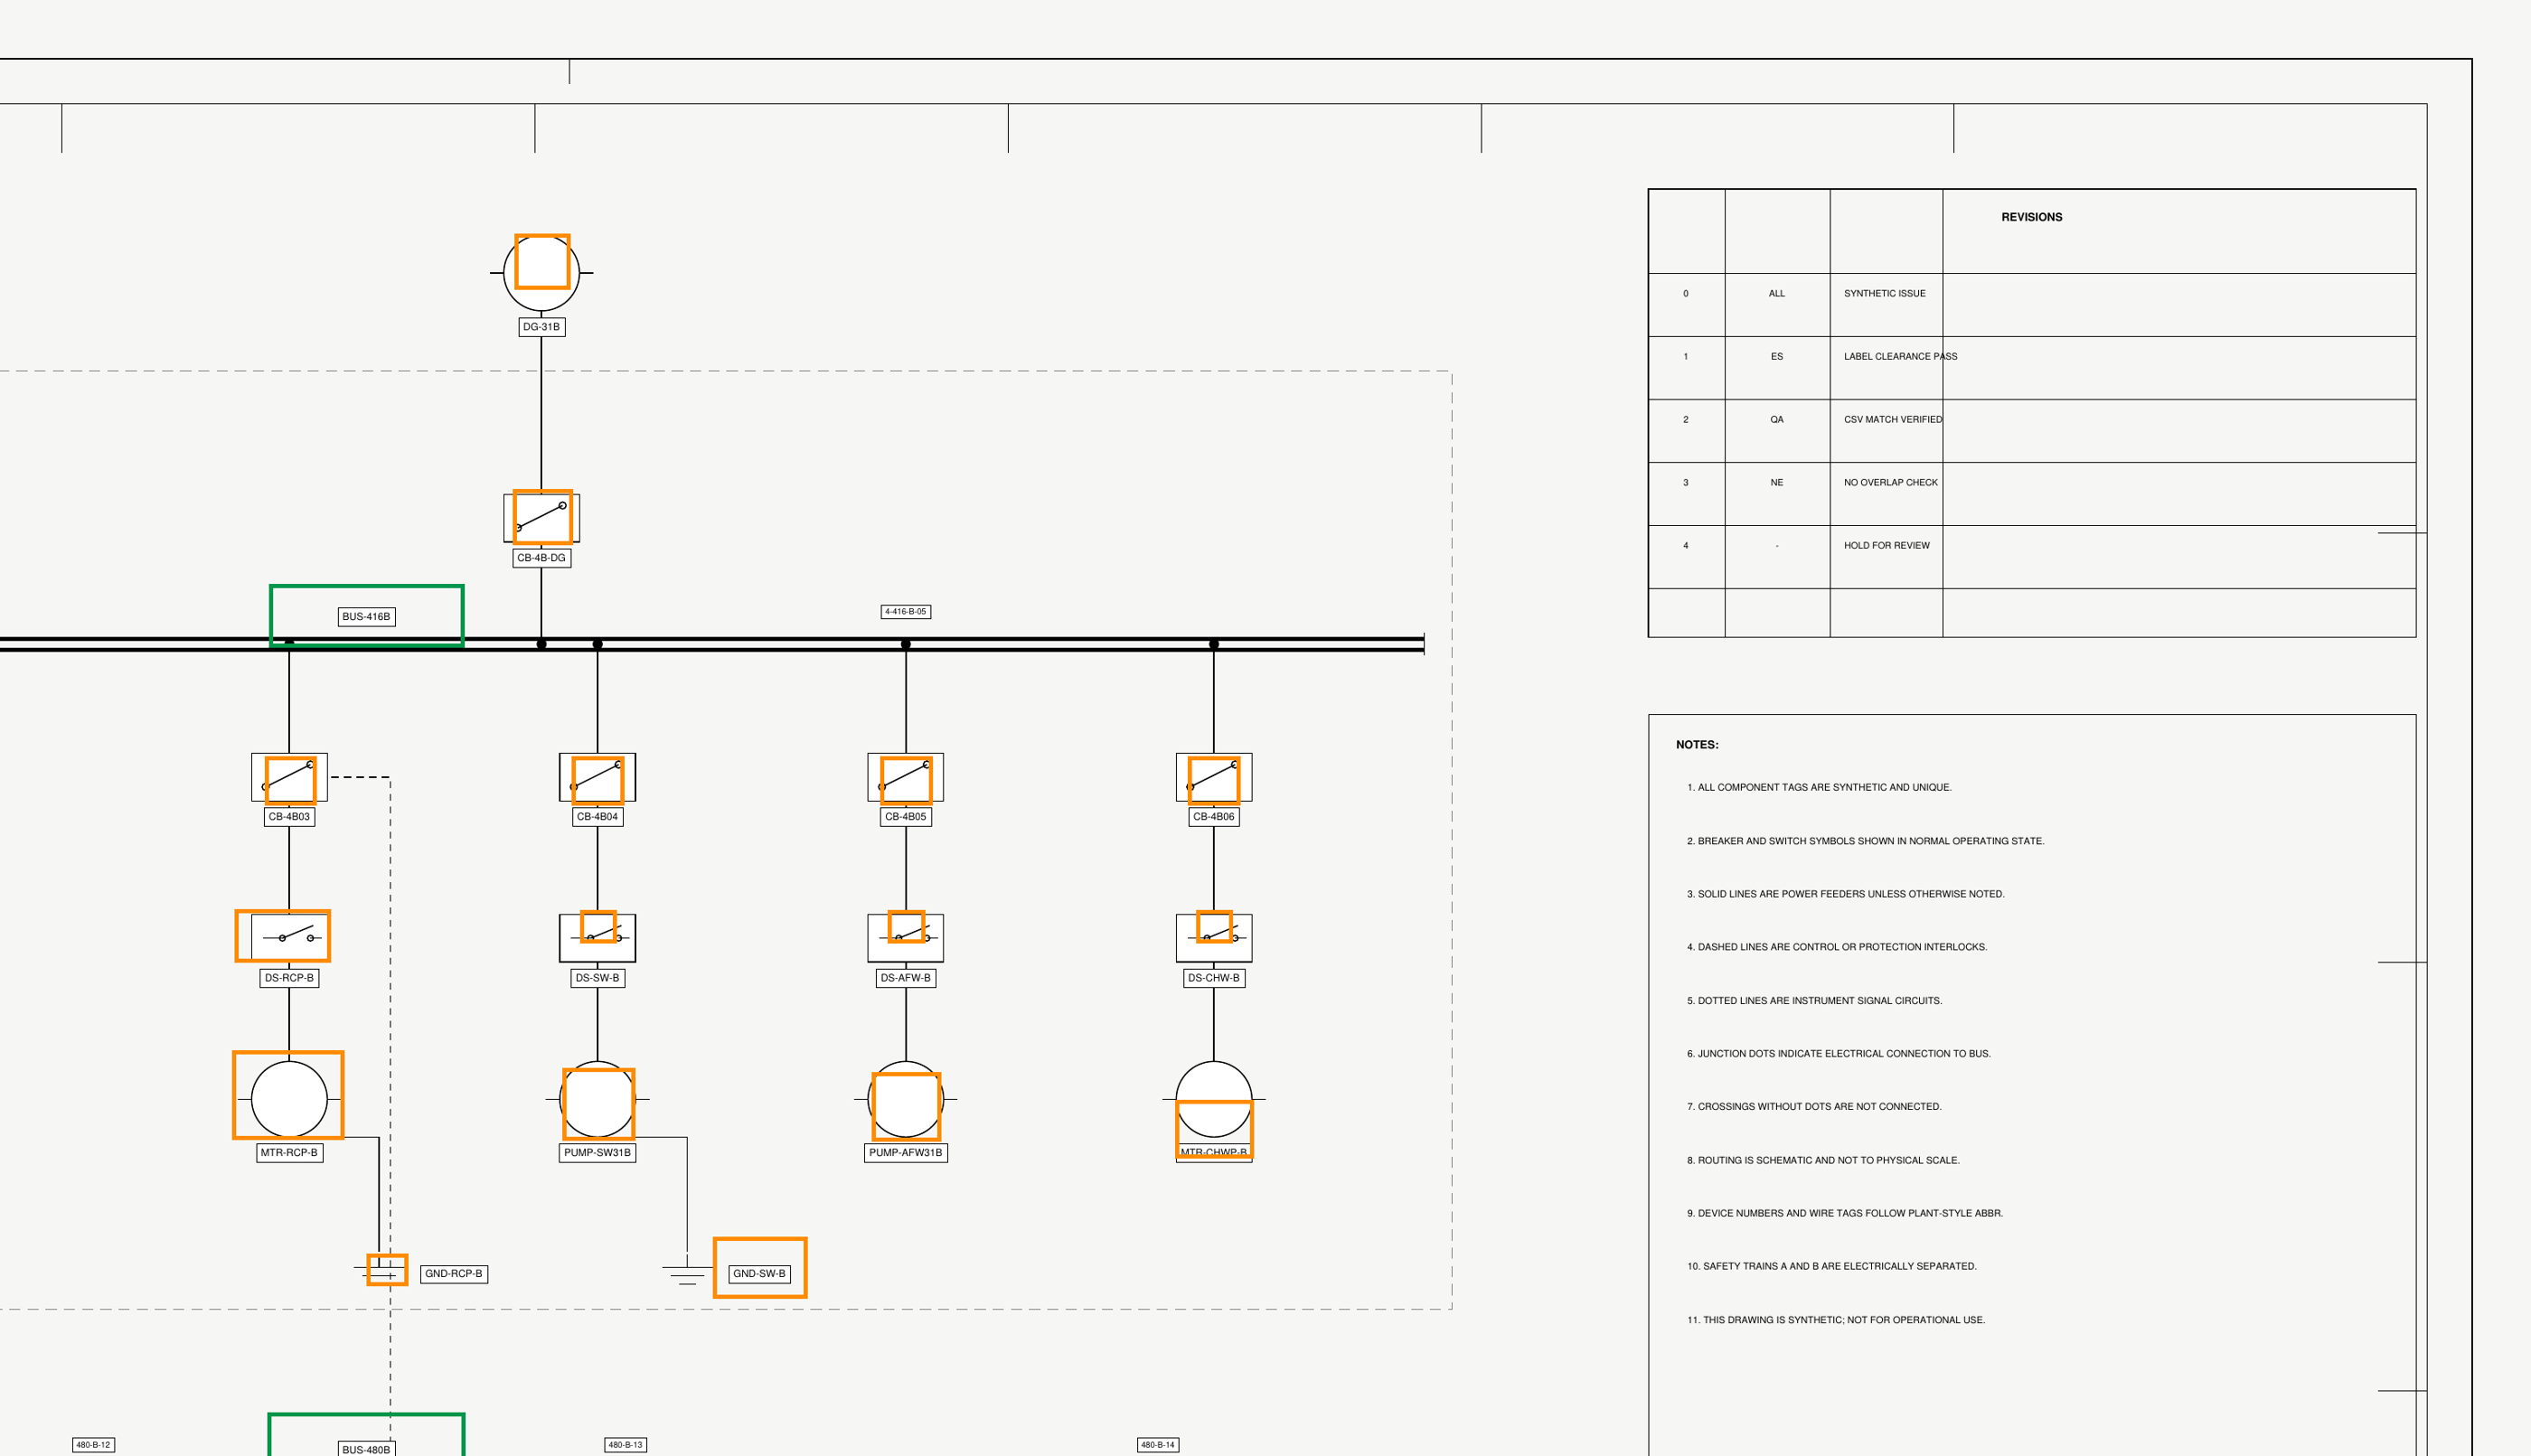 REVISIONS
0 ALL SYNTHETIC ISSUE
1 ES LABEL CLEARANCE PASS
2 QA CSV MATCH VERIFIED
3 NE NO OVERLAP CHECK
4 - HOLD FOR REVIEW
DG-31B
CB-4B-DG
BUS-416B
4-416-B-05
CB-4B03
CB-4B04
CB-4B05
CB-4B06
DS-RCP-B
DS-SW-B
DS-AFW-B
DS-CHW-B
MTR-RCP-B
PUMP-SW31B
PUMP-AFW31B
MTR-CHWP-B
GND-RCP-B
GND-SW-B
480-B-12
BUS-480B
480-B-13
480-B-14
NOTES:
1. ALL COMPONENT TAGS ARE SYNTHETIC AND UNIQUE.
2. BREAKER AND SWITCH SYMBOLS SHOWN IN NORMAL OPERATING STATE.
3. SOLID LINES ARE POWER FEEDERS UNLESS OTHERWISE NOTED.
4. DASHED LINES ARE CONTROL OR PROTECTION INTERLOCKS.
5. DOTTED LINES ARE INSTRUMENT SIGNAL CIRCUITS.
6. JUNCTION DOTS INDICATE ELECTRICAL CONNECTION TO BUS.
7. CROSSINGS WITHOUT DOTS ARE NOT CONNECTED.
8. ROUTING IS SCHEMATIC AND NOT TO PHYSICAL SCALE.
9. DEVICE NUMBERS AND WIRE TAGS FOLLOW PLANT-STYLE ABBR.
10. SAFETY TRAINS A AND B ARE ELECTRICALLY SEPARATED.
11. THIS DRAWING IS SYNTHETIC; NOT FOR OPERATIONAL USE.